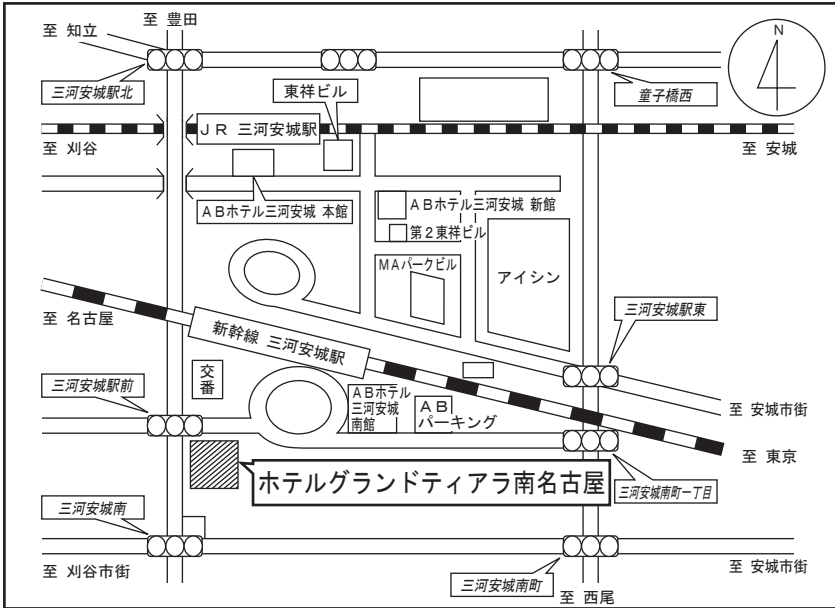 至 豊田
至 知立
N
三河安城駅北
東祥ビル
童子橋西
ＪＲ 三河安城駅
至 刈谷
至 安城
ＡＢホテル三河安城 本館
ＡＢホテル三河安城 新館
第２東祥ビル
MAパークビル
アイシン
至 名古屋
新幹線 三河安城駅
三河安城駅東
交番
三河安城駅前
ＡＢホテル
三河安城
南館
ＡＢ
パーキング
至 安城市街
至 東京
ホテルグランドティアラ南名古屋
三河安城南町一丁目
三河安城南
至 刈谷市街
三河安城南町
至 安城市街
至 西尾